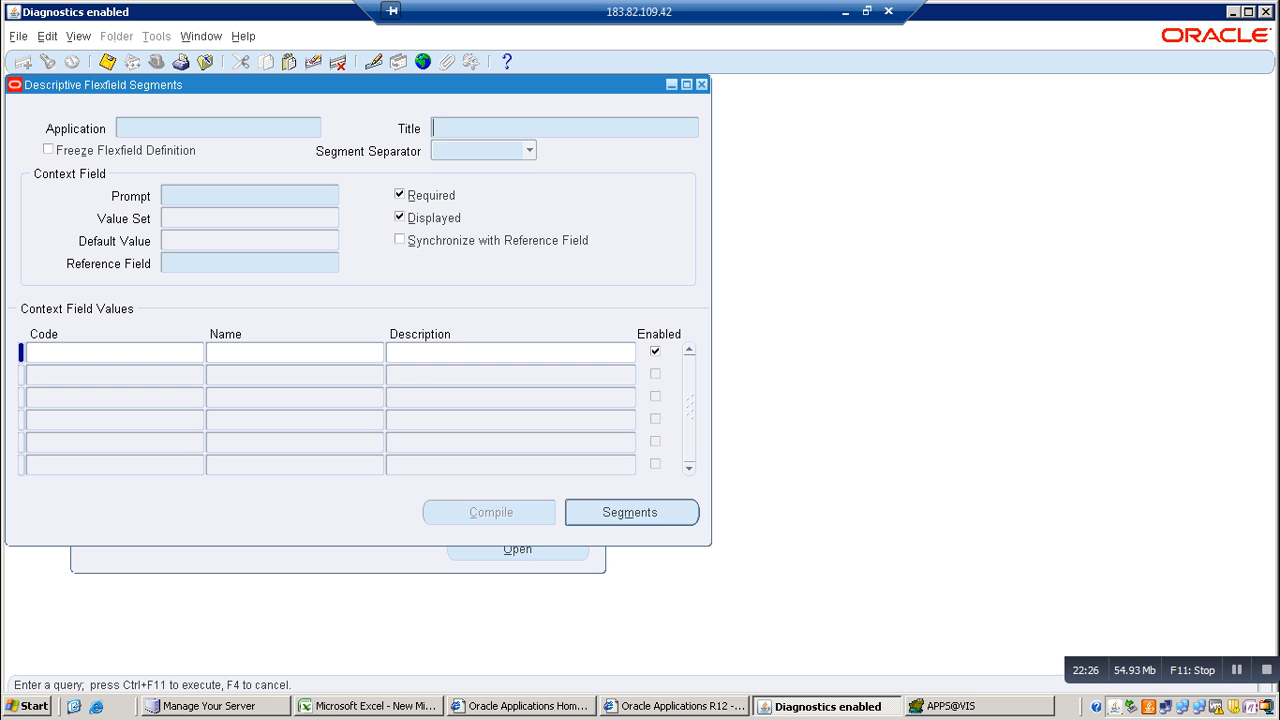 Diagnostics enabled
183.82.109.42
File Edit View Folder Tools Window Help
ORACLE
Descriptive Flexfield Segments
Application
Title
Freeze Flexfield Definition
Segment Separator
Context Field
Prompt
Required
Value Set
Displayed
Default Value
Synchronize with Reference Field
Reference Field
Context Field Values
Code Name Description Enabled
Compile
Segments
Open
22:26 54.93 Mb F11: Stop
Enter a query; press Ctrl+F11 to execute, F4 to cancel.
Start
Manage Your Server
Microsoft Excel - New Mi...
Oracle Applications Hom...
Oracle Applications R12 -...
Diagnostics enabled
APPS@VIS